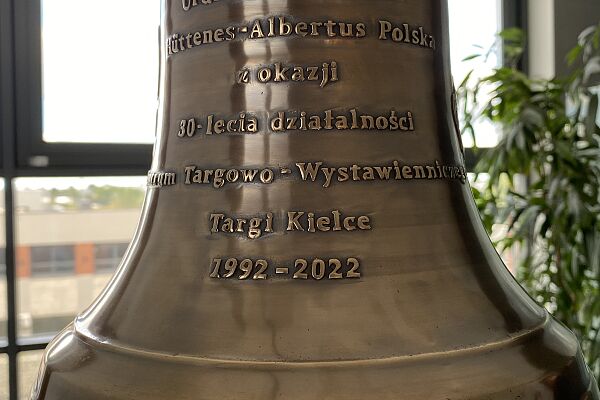 Hüttenes-Albertus Polska
z okazji
30-lecia działalności
Targowo-Wystawienniczego
Targi Kielce
1992-2022